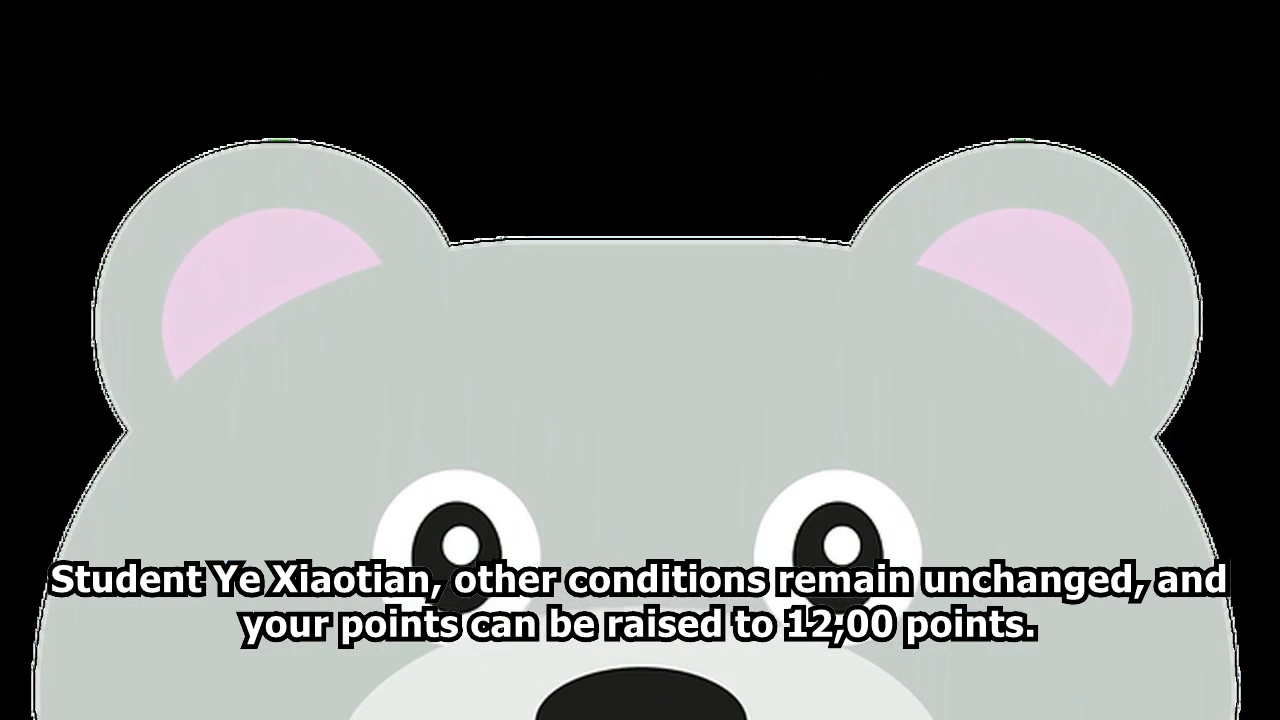 Student Ye Xiaotian, other conditions remain unchanged, and
your points can be raised to 12,00 points.